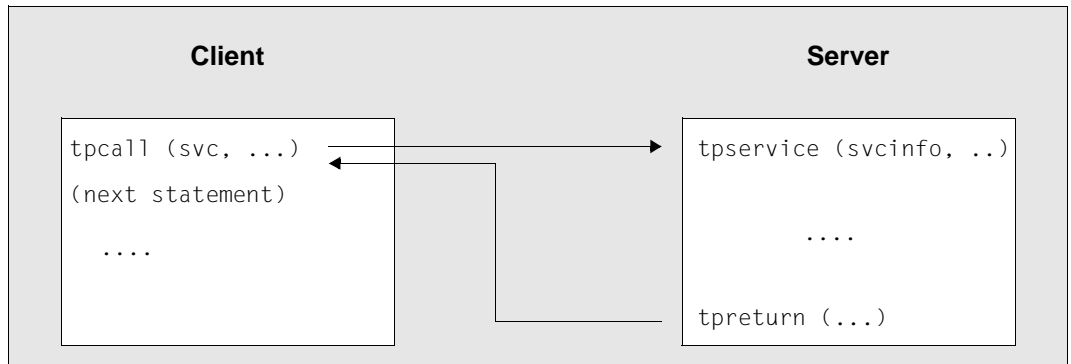 Client
Server
tpcall (svc, ...)
(next statement)
....
tpservice (svcinfo, ..)
....
tpreturn (...)